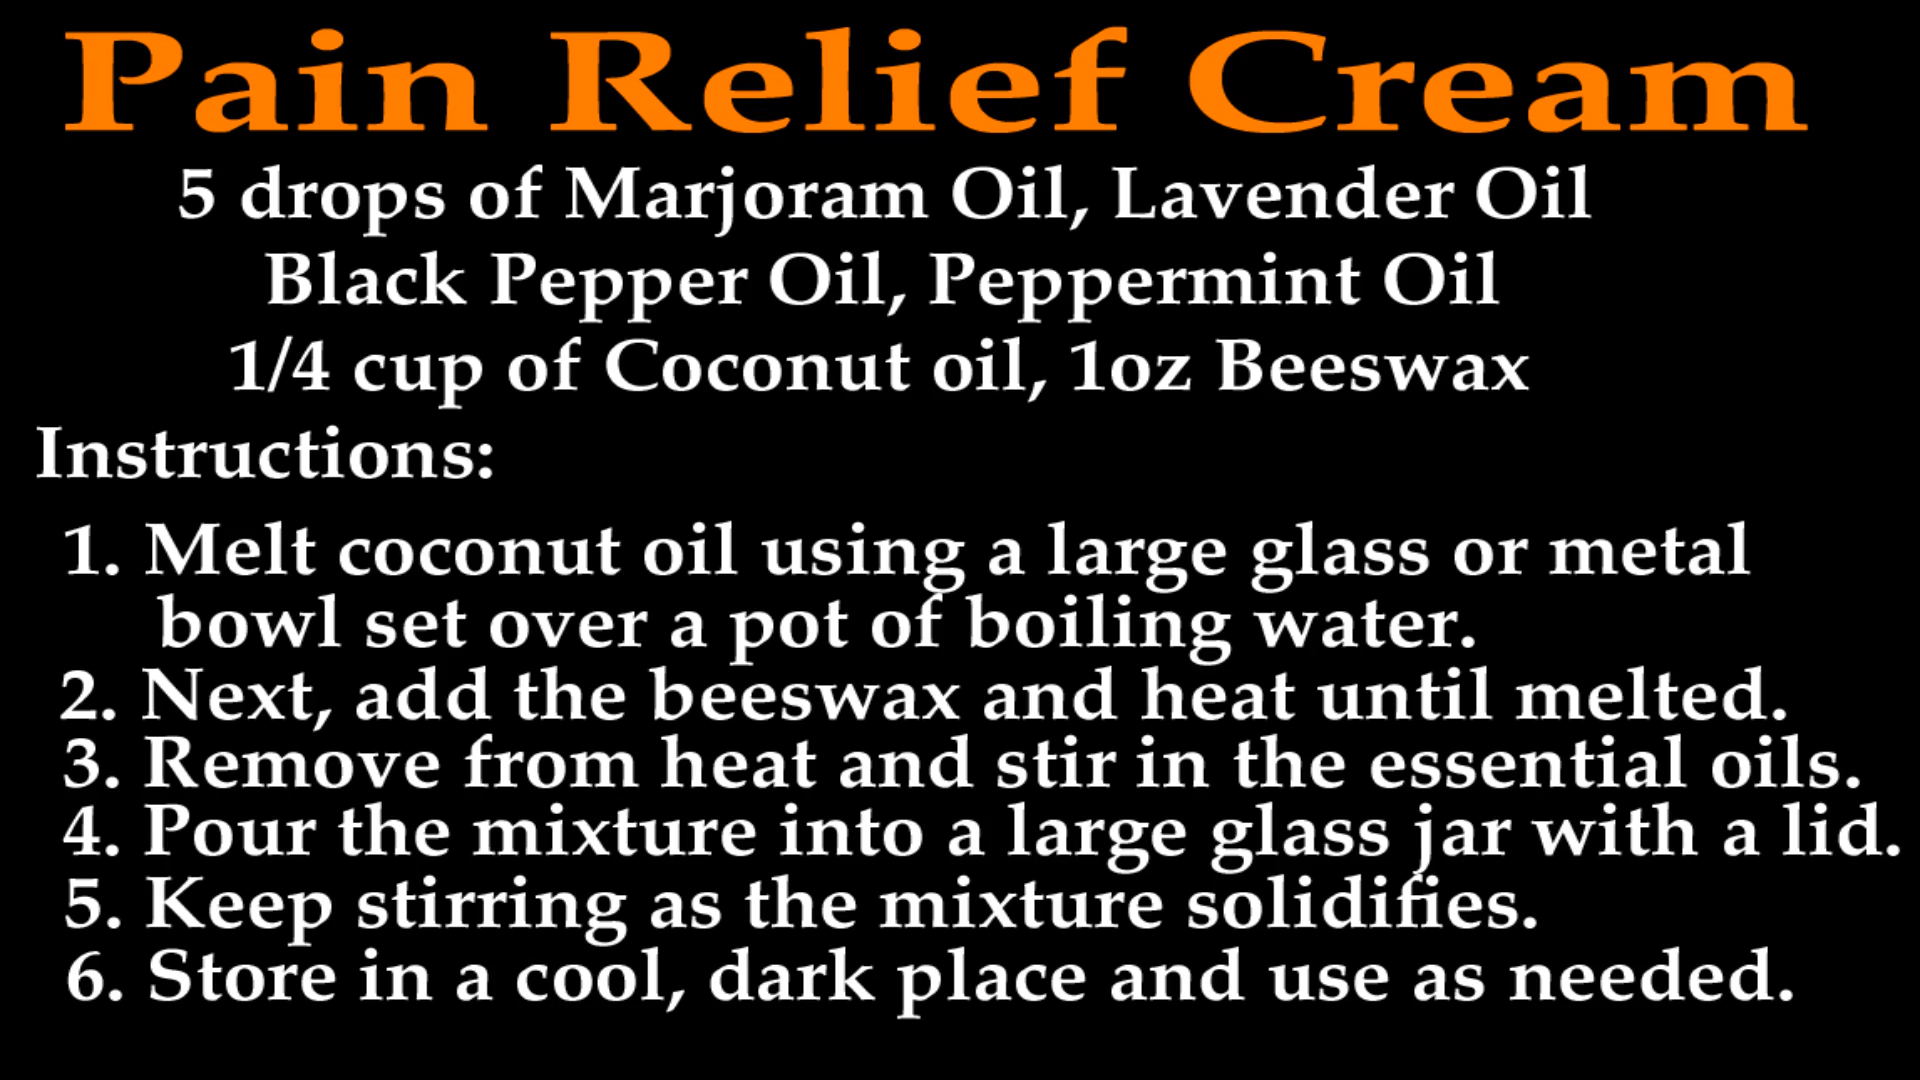 Pain Relief Cream
5 drops of Marjoram Oil, Lavender Oil
Black Pepper Oil, Peppermint Oil
1/4 cup of Coconut oil, 1oz Beeswax
Instructions:
1. Melt coconut oil using a large glass or metal
bowl set over a pot of boiling water.
2. Next, add the beeswax and heat until melted.
3. Remove from heat and stir in the essential oils.
4. Pour the mixture into a large glass jar with a lid.
5. Keep stirring as the mixture solidifies.
6. Store in a cool, dark place and use as needed.